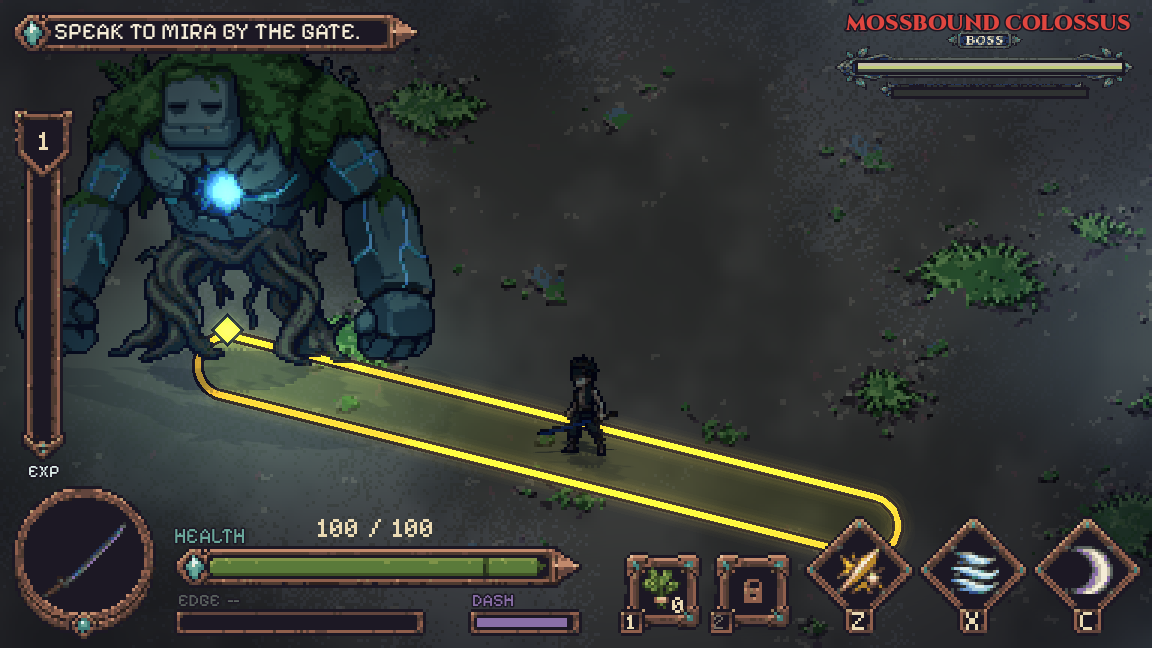 SPEAK TO MIRA BY THE GATE.
MOSSBOUND COLOSSUS
BOSS
1
EXP
HEALTH
100 / 100
EDGE --
DASH
0
1
2
Z
X
C